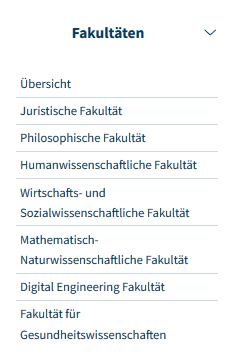 Fakultäten
Übersicht
Juristische Fakultät
Philosophische Fakultät
Humanwissenschaftliche Fakultät
Wirtschafts- und
Sozialwissenschaftliche Fakultät
Mathematisch-
Naturwissenschaftliche Fakultät
Digital Engineering Fakultät
Fakultät für
Gesundheitswissenschaften